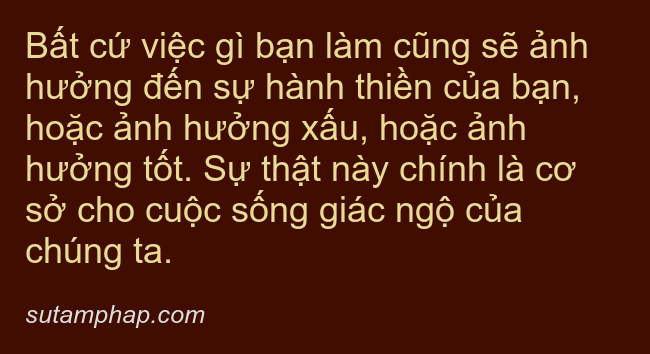 Bất cứ việc gì bạn làm cũng sẽ ảnh
hưởng đến sự hành thiền của bạn,
hoặc ảnh hưởng xấu, hoặc ảnh
hưởng tốt. Sự thật này chính là cơ
sở cho cuộc sống giác ngộ của
chúng ta.
sutamphap.com